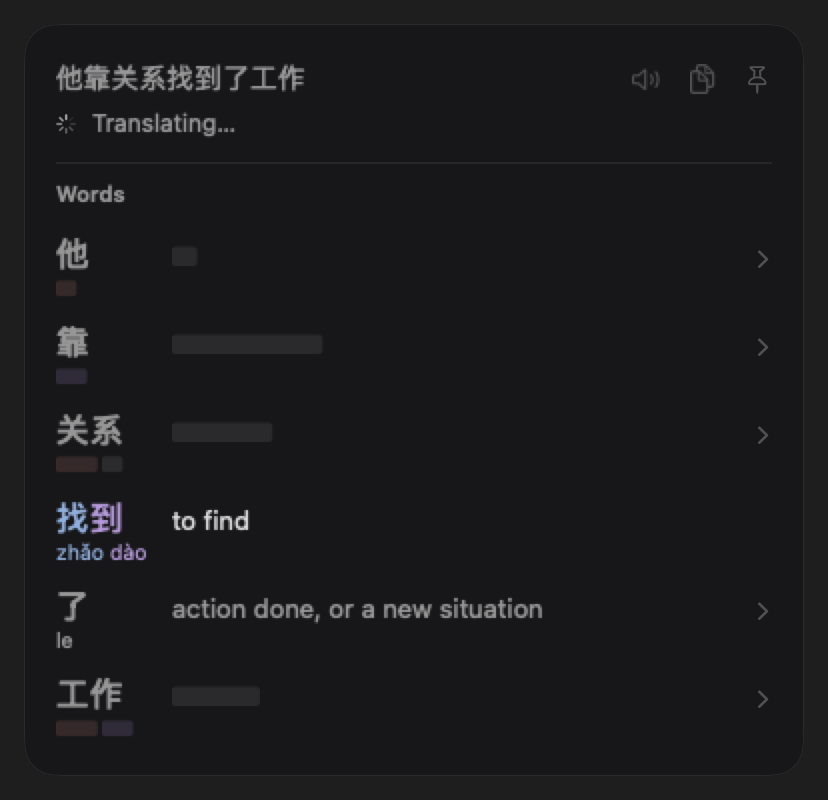 他靠关系找到了工作
Translating...
Words
他
靠
关系
找到 to find
zhǎo dào
了 action done, or a new situation
le
工作